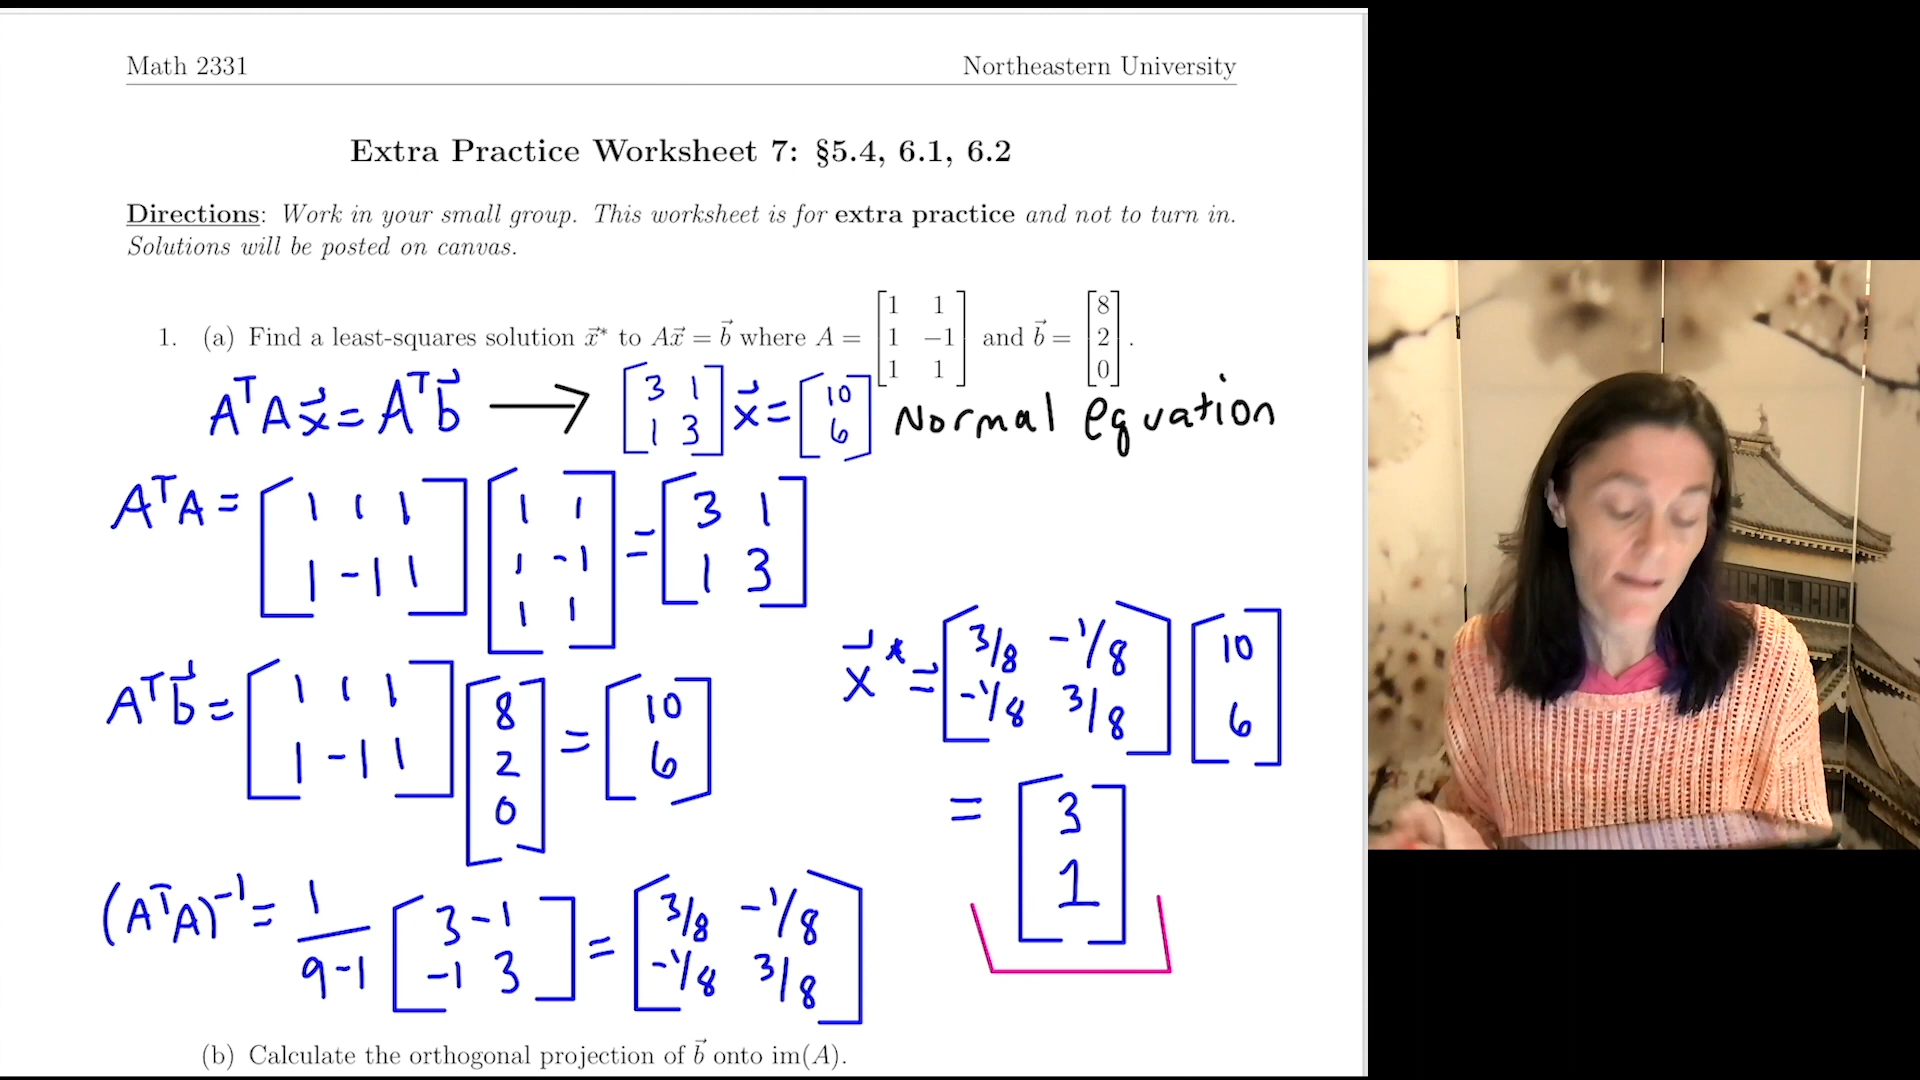 Math 2331 Northeastern University
Extra Practice Worksheet 7: §5.4, 6.1, 6.2
Directions: Work in your small group. This worksheet is for extra practice and not to turn in.
Solutions will be posted on canvas.
1. (a) Find a least-squares solution x⃗* to Ax⃗ = b⃗ where A = [1 1; 1 −1; 1 1] and b⃗ = [8; 2; 0].
AᵀAx⃗ = Aᵀb⃗ → [3 1; 1 3] x⃗ = [10; 6] Normal equation
AᵀA = [1 1 1; 1 -1 1] [1 1; 1 -1; 1 1] = [3 1; 1 3]
Aᵀb⃗ = [1 1 1; 1 -1 1] [8; 2; 0] = [10; 6]
(AᵀA)⁻¹ = 1/(9-1) [3 -1; -1 3] = [3/8 -1/8; -1/8 3/8]
x⃗* = [3/8 -1/8; -1/8 3/8] [10; 6]
= [3; 1]
(b) Calculate the orthogonal projection of b⃗ onto im(A).